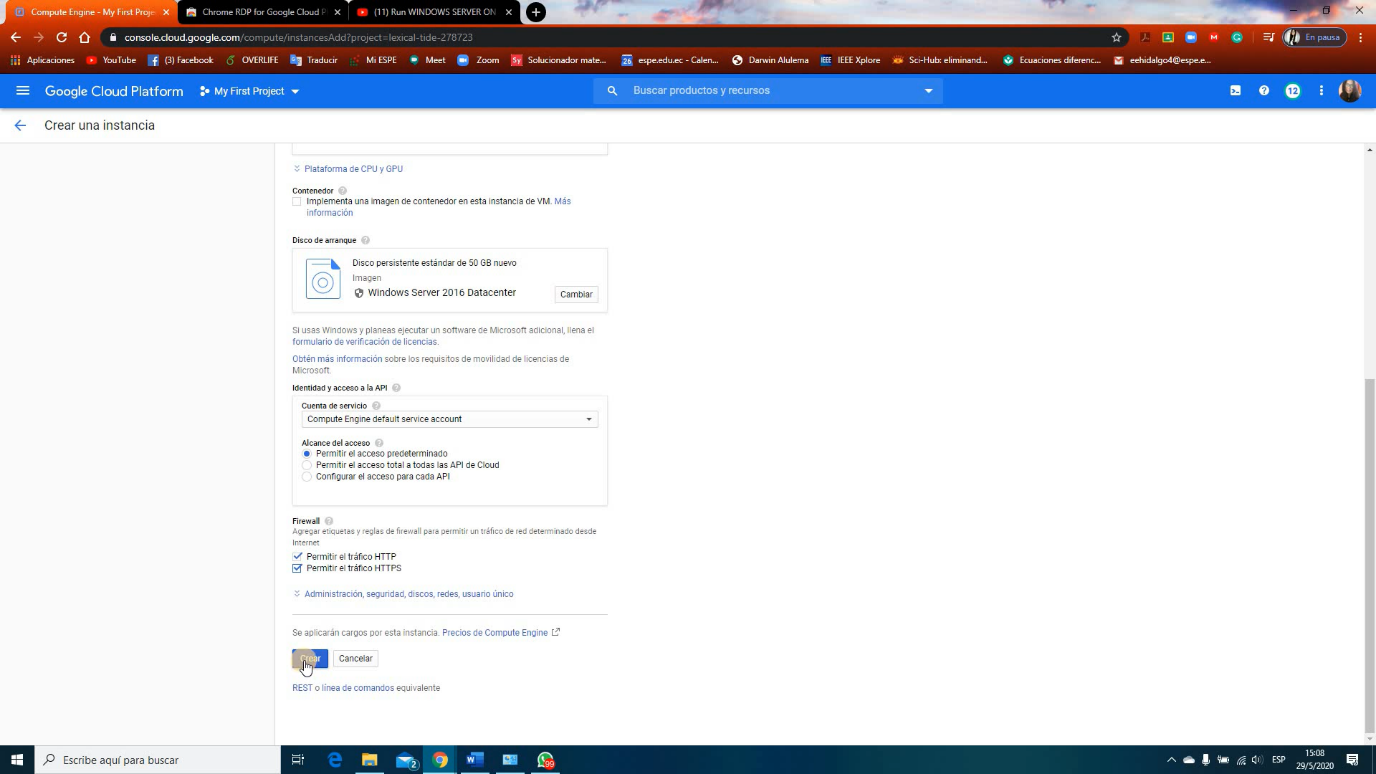 Compute Engine - My First Proje
Chrome RDP for Google Cloud P
(11) Run WINDOWS SERVER ON
console.cloud.google.com/compute/instancesAdd?project=lexical-tide-278723
En pausa
Aplicaciones
YouTube
(3) Facebook
OVERLIFE
Traducir
Mi ESPE
Meet
Zoom
Solucionador mate...
espe.edu.ec - Calen...
Darwin Alulema
IEEE Xplore
Sci-Hub: eliminand...
Ecuaciones diferenc...
eehidalgo4@espe.e...
Google Cloud Platform
My First Project
Buscar productos y recursos
12
Crear una instancia
Plataforma de CPU y GPU
Contenedor
Implementa una imagen de contenedor en esta instancia de VM. Más
información
Disco de arranque
Disco persistente estándar de 50 GB nuevo
Imagen
Windows Server 2016 Datacenter
Cambiar
Si usas Windows y planeas ejecutar un software de Microsoft adicional, llena el
formulario de verificación de licencias.
Obtén más información sobre los requisitos de movilidad de licencias de
Microsoft.
Identidad y acceso a la API
Cuenta de servicio
Compute Engine default service account
Alcance del acceso
Permitir el acceso predeterminado
Permitir el acceso total a todas las API de Cloud
Configurar el acceso para cada API
Firewall
Agregar etiquetas y reglas de firewall para permitir un tráfico de red determinado desde
Internet
Permitir el tráfico HTTP
Permitir el tráfico HTTPS
Administración, seguridad, discos, redes, usuario único
Se aplicarán cargos por esta instancia. Precios de Compute Engine
Crear
Cancelar
REST o línea de comandos equivalente
Escribe aquí para buscar
2
99
ESP
15:08
29/5/2020